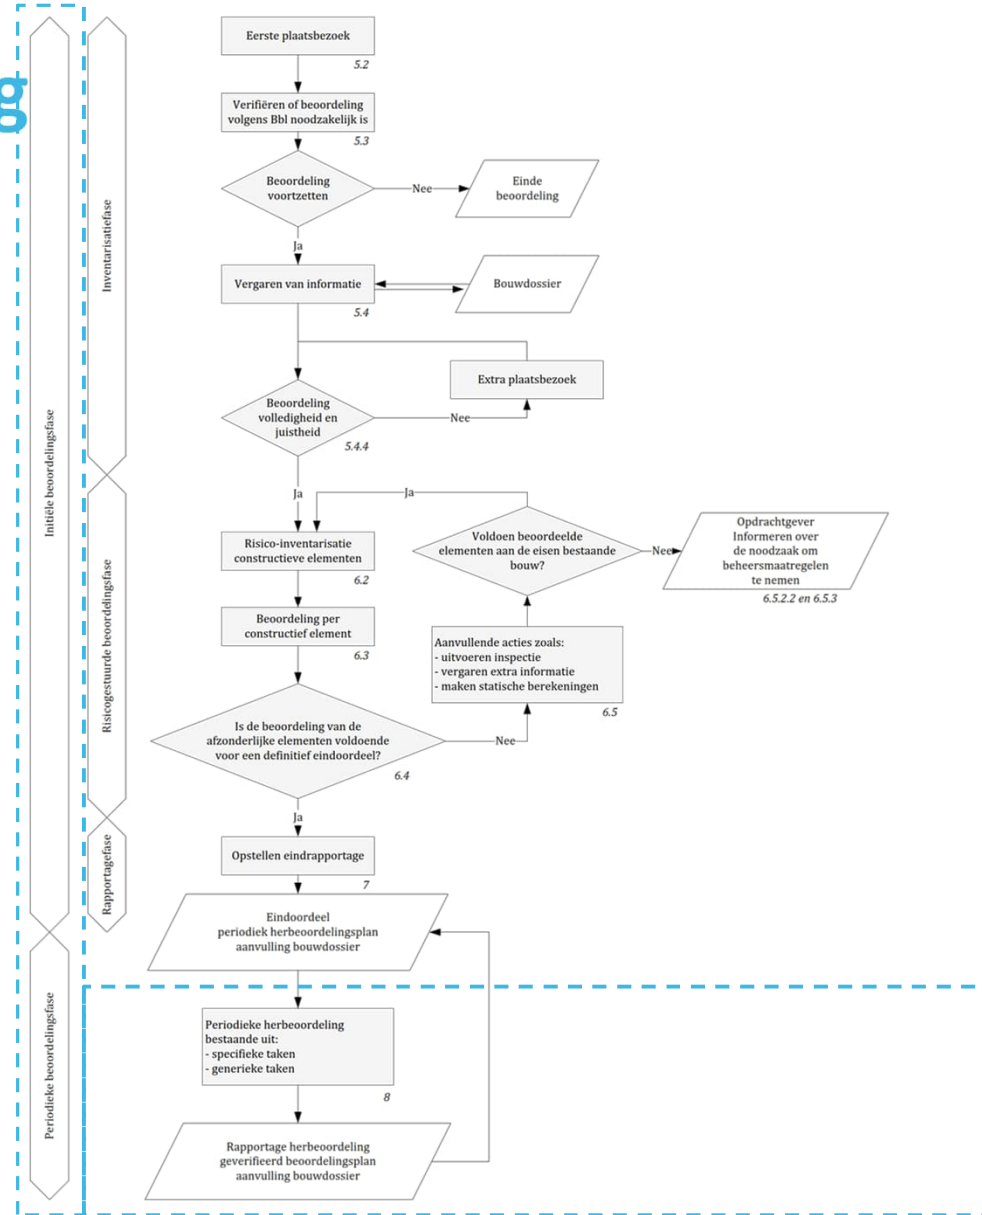 g
Eerste plaatsbezoek
5.2
Verifiëren of beoordeling
volgens Bbl noodzakelijk is
5.3
Beoordeling
voortzetten
Nee
Einde
beoordeling
Ja
Vergaren van informatie
5.4
Bouwdossier
Extra plaatsbezoek
Beoordeling
volledigheid en
juistheid
5.4.4
Nee
Ja
Ja
Risico-inventarisatie
constructieve elementen
6.2
Voldoen beoordeelde
elementen aan de eisen bestaande
bouw?
Nee
Opdrachtgever
Informeren over
de noodzaak om
beheersmaatregelen
te nemen
6.5.2.2 en 6.5.3
Beoordeling per
constructief element
6.3
Aanvullende acties zoals:
- uitvoeren inspectie
- vergaren extra informatie
- maken statische berekeningen
6.5
Is de beoordeling van de
afzonderlijke elementen voldoende
voor een definitief eindoordeel?
6.4
Nee
Ja
Opstellen eindrapportage
7
Eindoordeel
periodiek herbeoordelingsplan
aanvulling bouwdossier
Periodieke herbeoordeling
bestaande uit:
- specifieke taken
- generieke taken
8
Rapportage herbeoordeling
geverifieerd beoordelingsplan
aanvulling bouwdossier
Initiële beoordelingsfase
Periodieke beoordelingsfase
Inventarisatiefase
Risicogestuurde beoordelingsfase
Rapportagefase